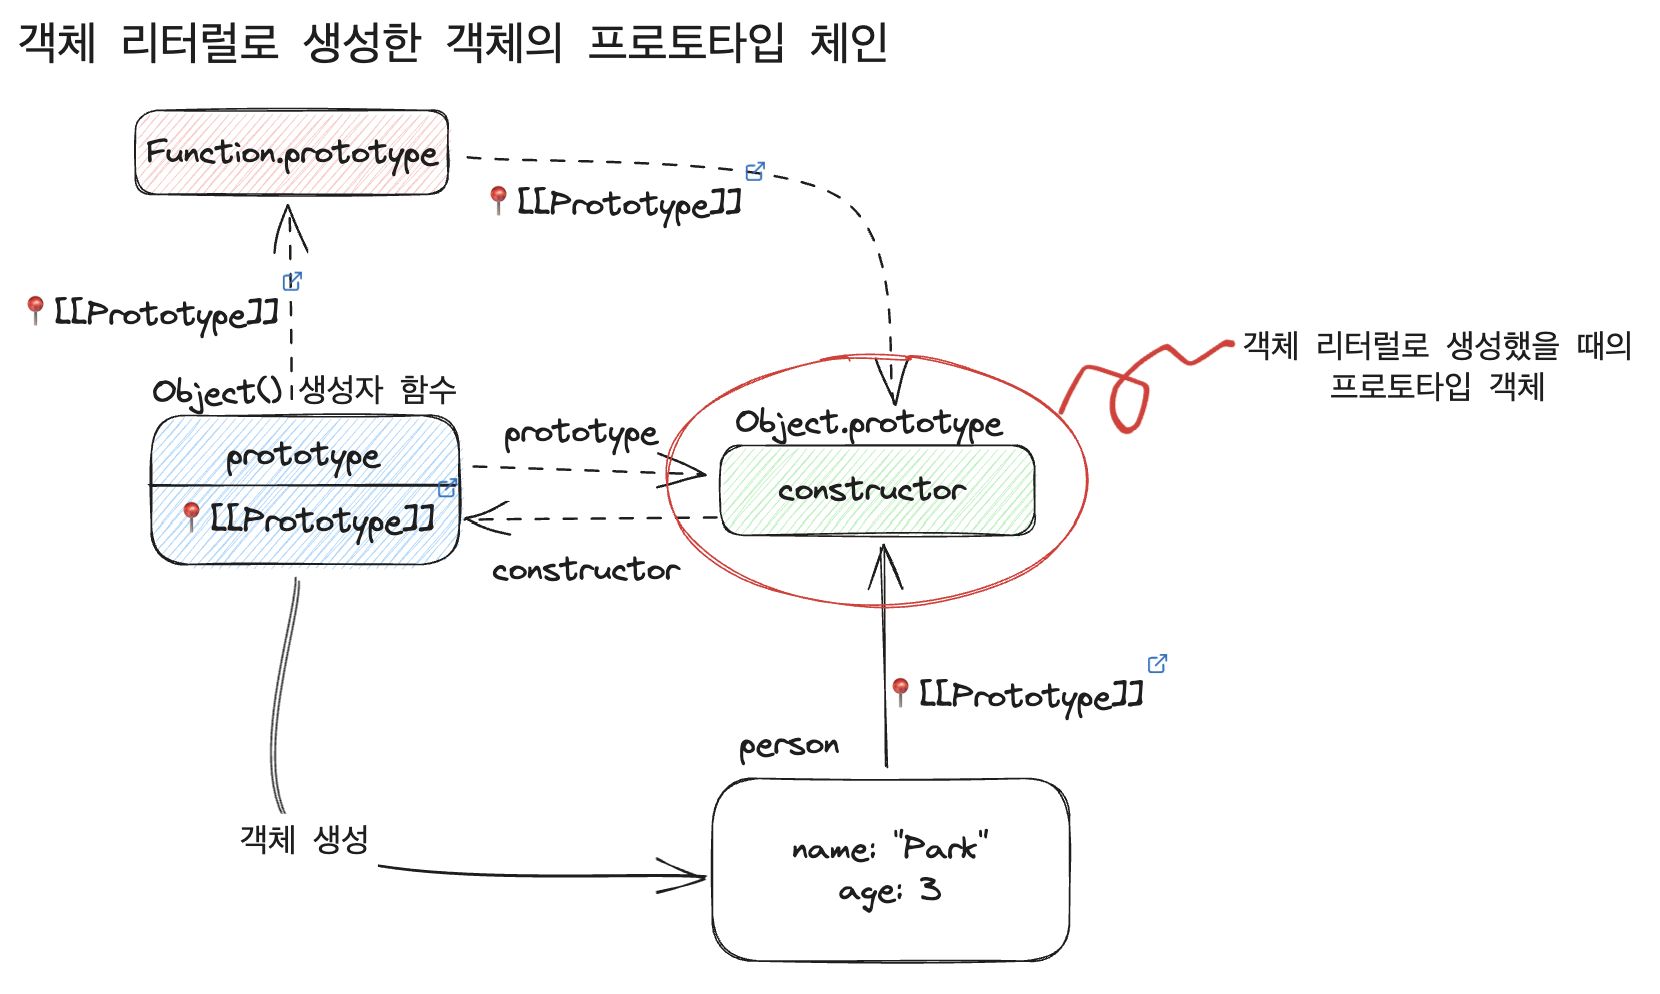 객체 리터럴로 생성한 객체의 프로토타입 체인
Function.prototype
[[Prototype]]
[[Prototype]]
객체 리터럴로 생성했을 때의
프로토타입 객체
Object() 생성자 함수
prototype
[[Prototype]]
prototype
constructor
Object.prototype
constructor
[[Prototype]]
person
name: "Park"
age: 3
객체 생성